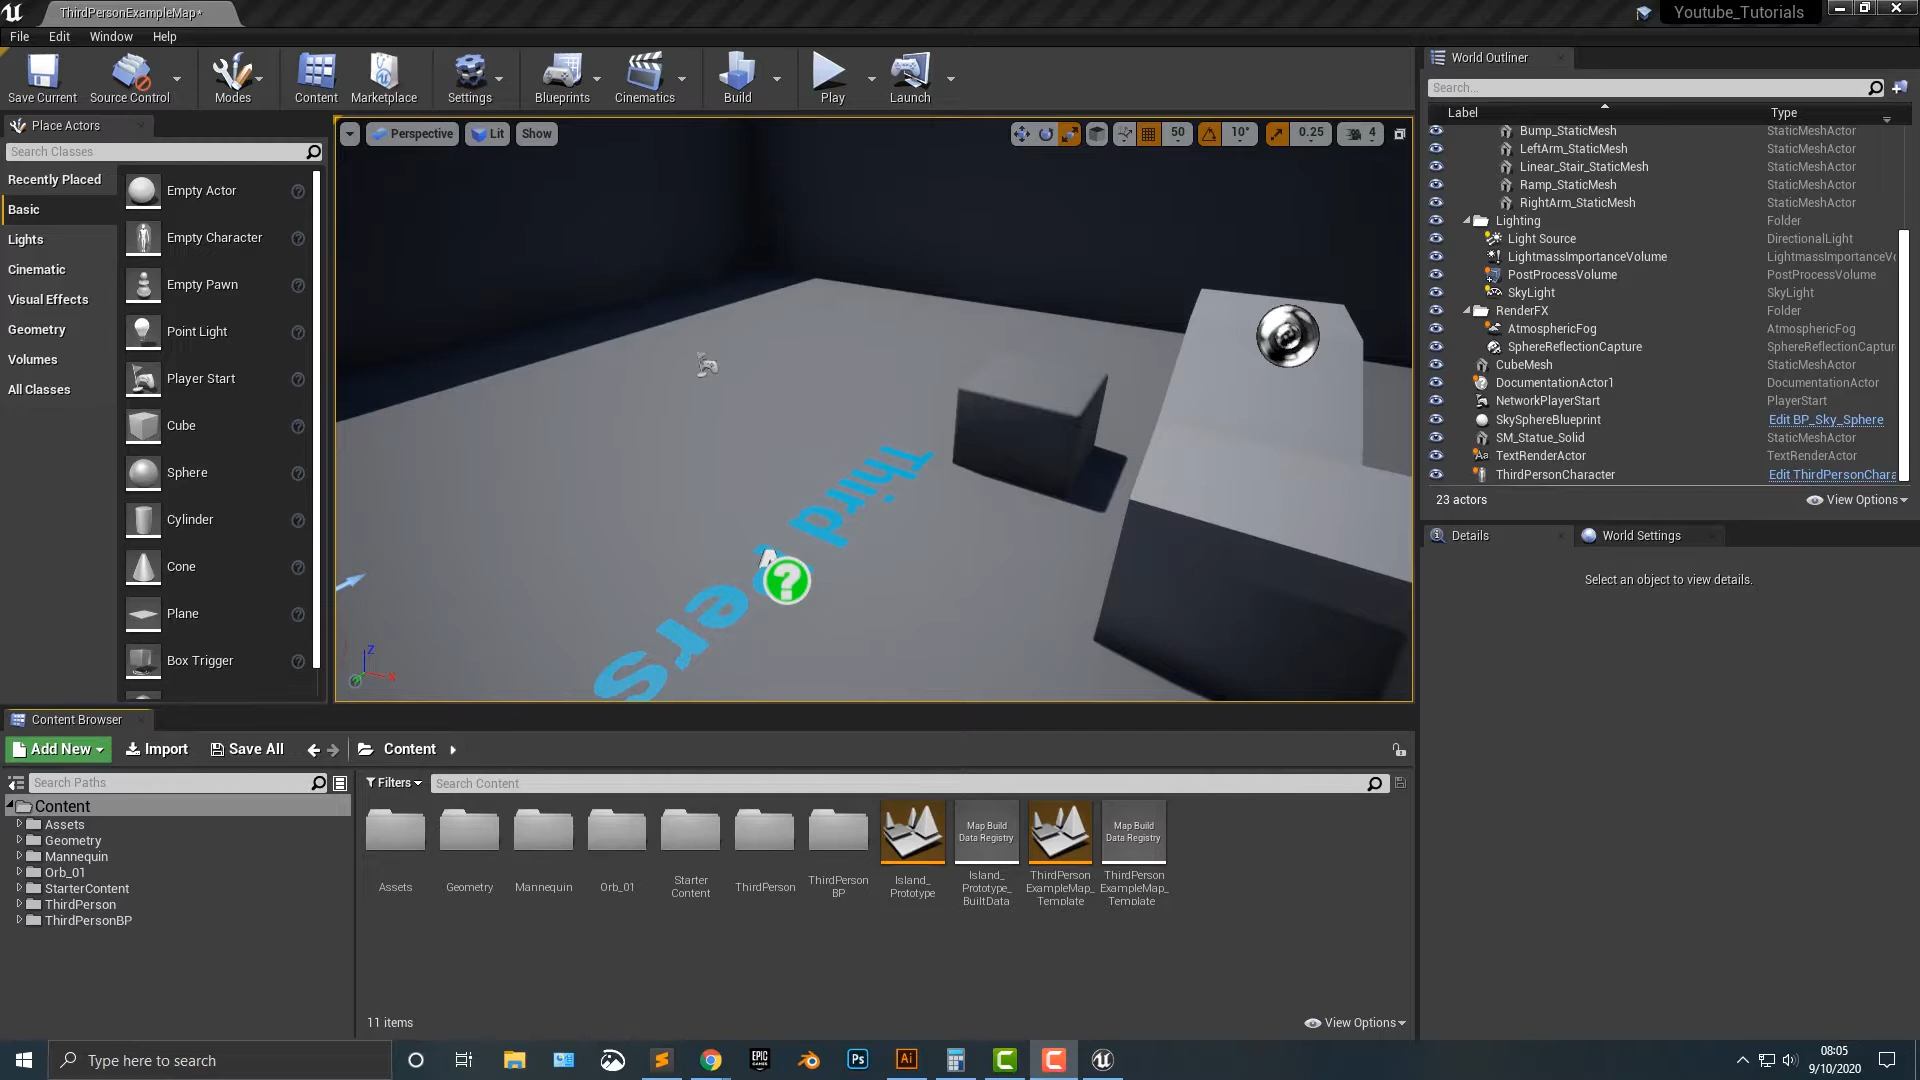 ThirdPersonExampleMap*
Youtube_Tutorials
File Edit Window Help
Save Current Source Control Modes Content Marketplace Settings Blueprints Cinematics Build Play Launch
Place Actors
Search Classes
Recently Placed
Basic
Lights
Cinematic
Visual Effects
Geometry
Volumes
All Classes
Empty Actor
Empty Character
Empty Pawn
Point Light
Player Start
Cube
Sphere
Cylinder
Cone
Plane
Box Trigger
Perspective Lit Show
50 10° 0.25 4
Third
Pers
Z
X
World Outliner
Search...
Label Type
Bump_StaticMesh StaticMeshActor
LeftArm_StaticMesh StaticMeshActor
Linear_Stair_StaticMesh StaticMeshActor
Ramp_StaticMesh StaticMeshActor
RightArm_StaticMesh StaticMeshActor
Lighting Folder
Light Source DirectionalLight
LightmassImportanceVolume LightmassImportanceVo
PostProcessVolume PostProcessVolume
SkyLight SkyLight
RenderFX Folder
AtmosphericFog AtmosphericFog
SphereReflectionCapture SphereReflectionCaptur
CubeMesh StaticMeshActor
DocumentationActor1 DocumentationActor
NetworkPlayerStart PlayerStart
SkySphereBlueprint Edit BP_Sky_Sphere
SM_Statue_Solid StaticMeshActor
TextRenderActor TextRenderActor
ThirdPersonCharacter Edit ThirdPersonChara
23 actors View Options
Details World Settings
Select an object to view details.
Content Browser
Add New Import Save All Content
Search Paths
Filters Search Content
Content
Assets
Geometry
Mannequin
Orb_01
StarterContent
ThirdPerson
ThirdPersonBP
Map Build
Data Registry
Map Build
Data Registry
Assets
Geometry
Mannequin
Orb_01
Starter
Content
ThirdPerson
ThirdPerson
BP
Island_
Prototype
Island_
Prototype_
BuiltData
ThirdPerson
ExampleMap_
Template
ThirdPerson
ExampleMap_
Template
11 items View Options
Type here to search
EPIC
GAMES
Ps
Ai
08:05
9/10/2020